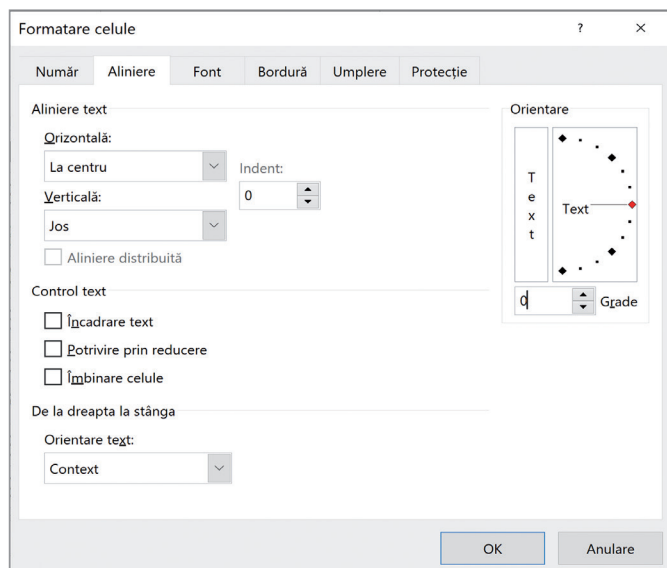 Formatare celule ? ×
Număr Aliniere Font Bordură Umplere Protecție
Aliniere text
Orizontală:
La centru
Indent:
0
Verticală:
Jos
Aliniere distribuită
Control text
Încadrare text
Potrivire prin reducere
Îmbinare celule
De la dreapta la stânga
Orientare text:
Context
Orientare
T
e
x
t
Text
0 Grade
OK Anulare